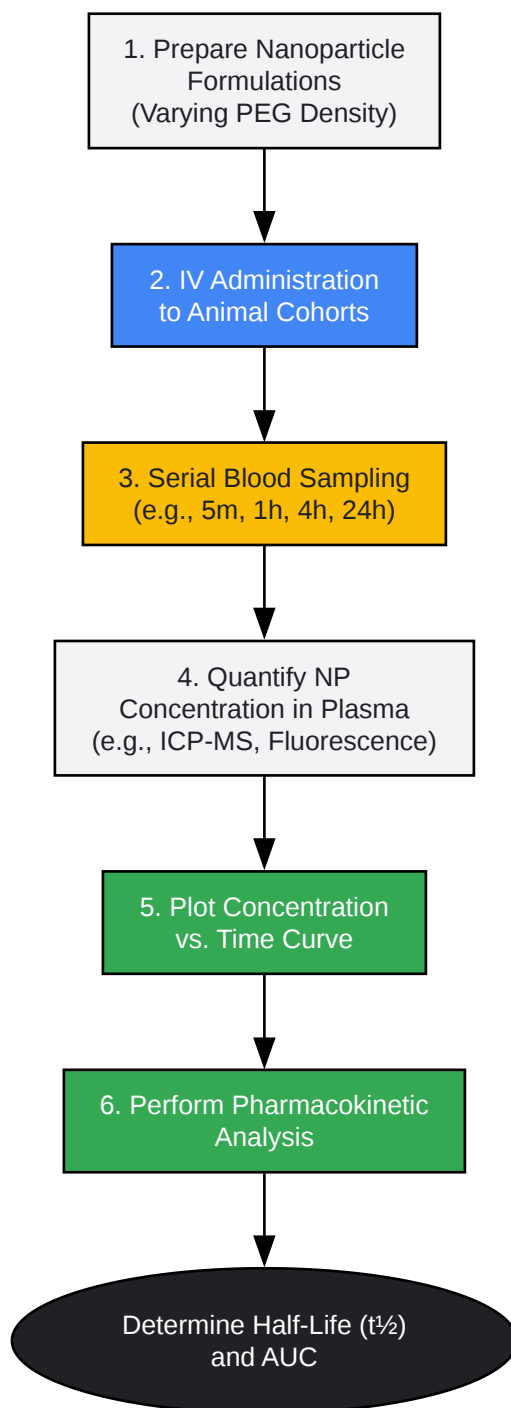 1. Prepare Nanoparticle
Formulations
(Varying PEG Density)
2. IV Administration
to Animal Cohorts
3. Serial Blood Sampling
(e.g., 5m, 1h, 4h, 24h)
4. Quantify NP
Concentration in Plasma
(e.g., ICP-MS, Fluorescence)
5. Plot Concentration
vs. Time Curve
6. Perform Pharmacokinetic
Analysis
Determine Half-Life (t½)
and AUC